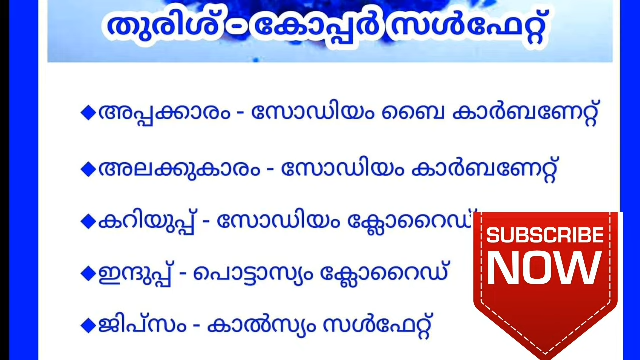 തുരിശ് - കോപ്പർ സൾഫേറ്റ്
◆അപ്പക്കാരം - സോഡിയം ബൈ കാർബണേറ്റ്
◆അലക്കുകാരം - സോഡിയം കാർബണേറ്റ്
◆കറിയുപ്പ് - സോഡിയം ക്ലോറൈഡ്
◆ഇന്ദുപ്പ് - പൊട്ടാസ്യം ക്ലോറൈഡ്
◆ജിപ്സം - കാൽസ്യം സൾഫേറ്റ്
SUBSCRIBE
NOW